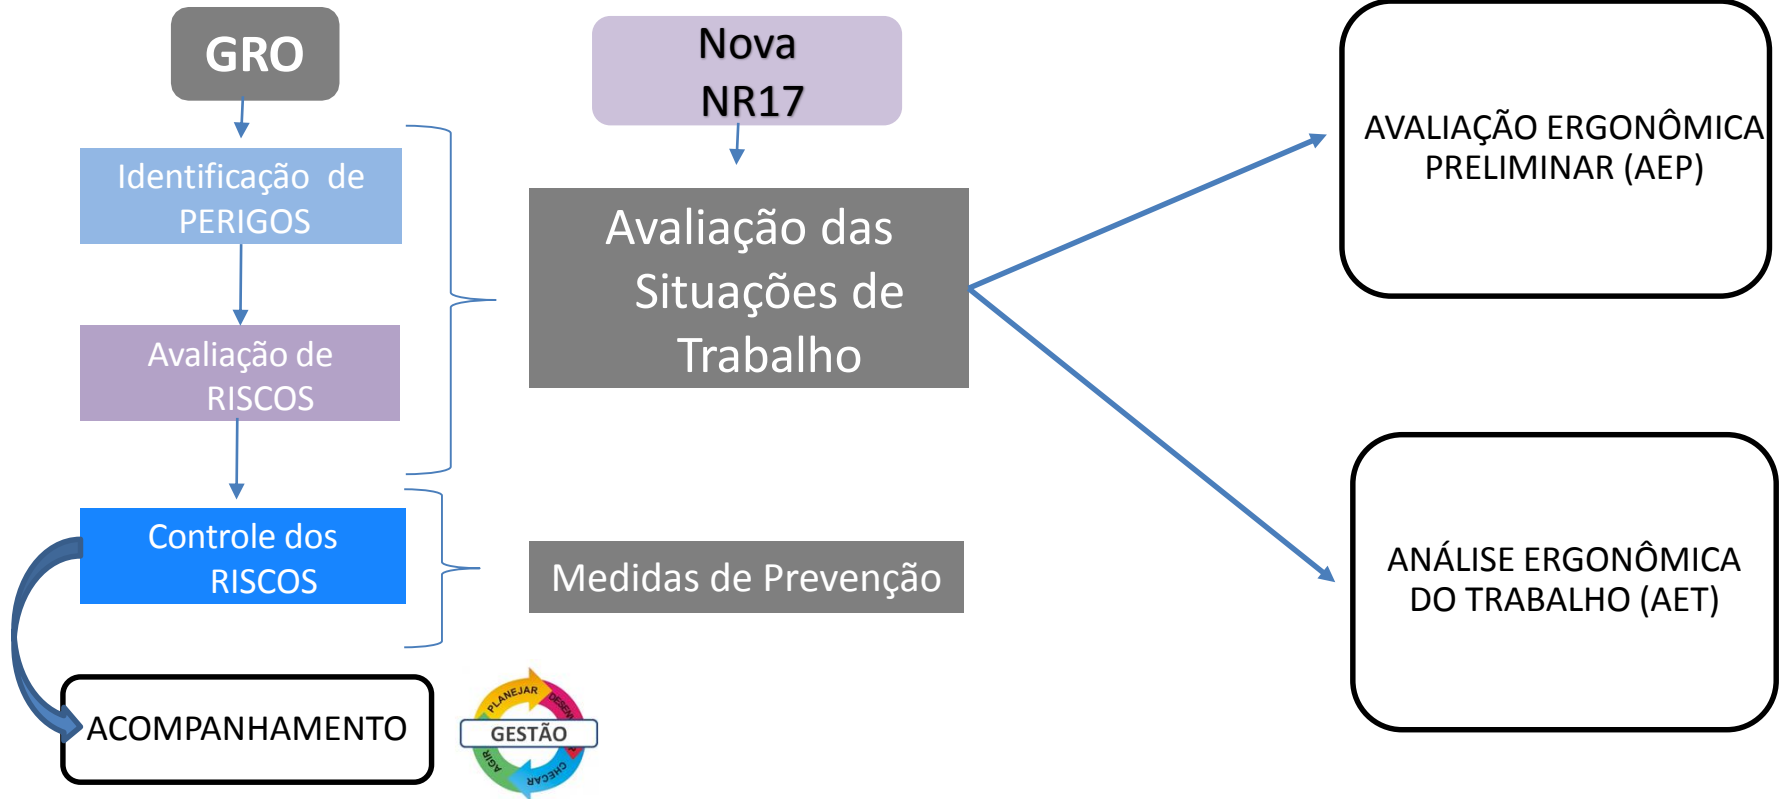 GRO
Identificação de
PERIGOS
Avaliação de
RISCOS
Controle dos
RISCOS
ACOMPANHAMENTO
PLANEJAR
CHECAR
AGIR
GESTÃO
Nova
NR17
Avaliação das
Situações de
Trabalho
Medidas de Prevenção
AVALIAÇÃO ERGONÔMICA
PRELIMINAR (AEP)
ANÁLISE ERGONÔMICA
DO TRABALHO (AET)